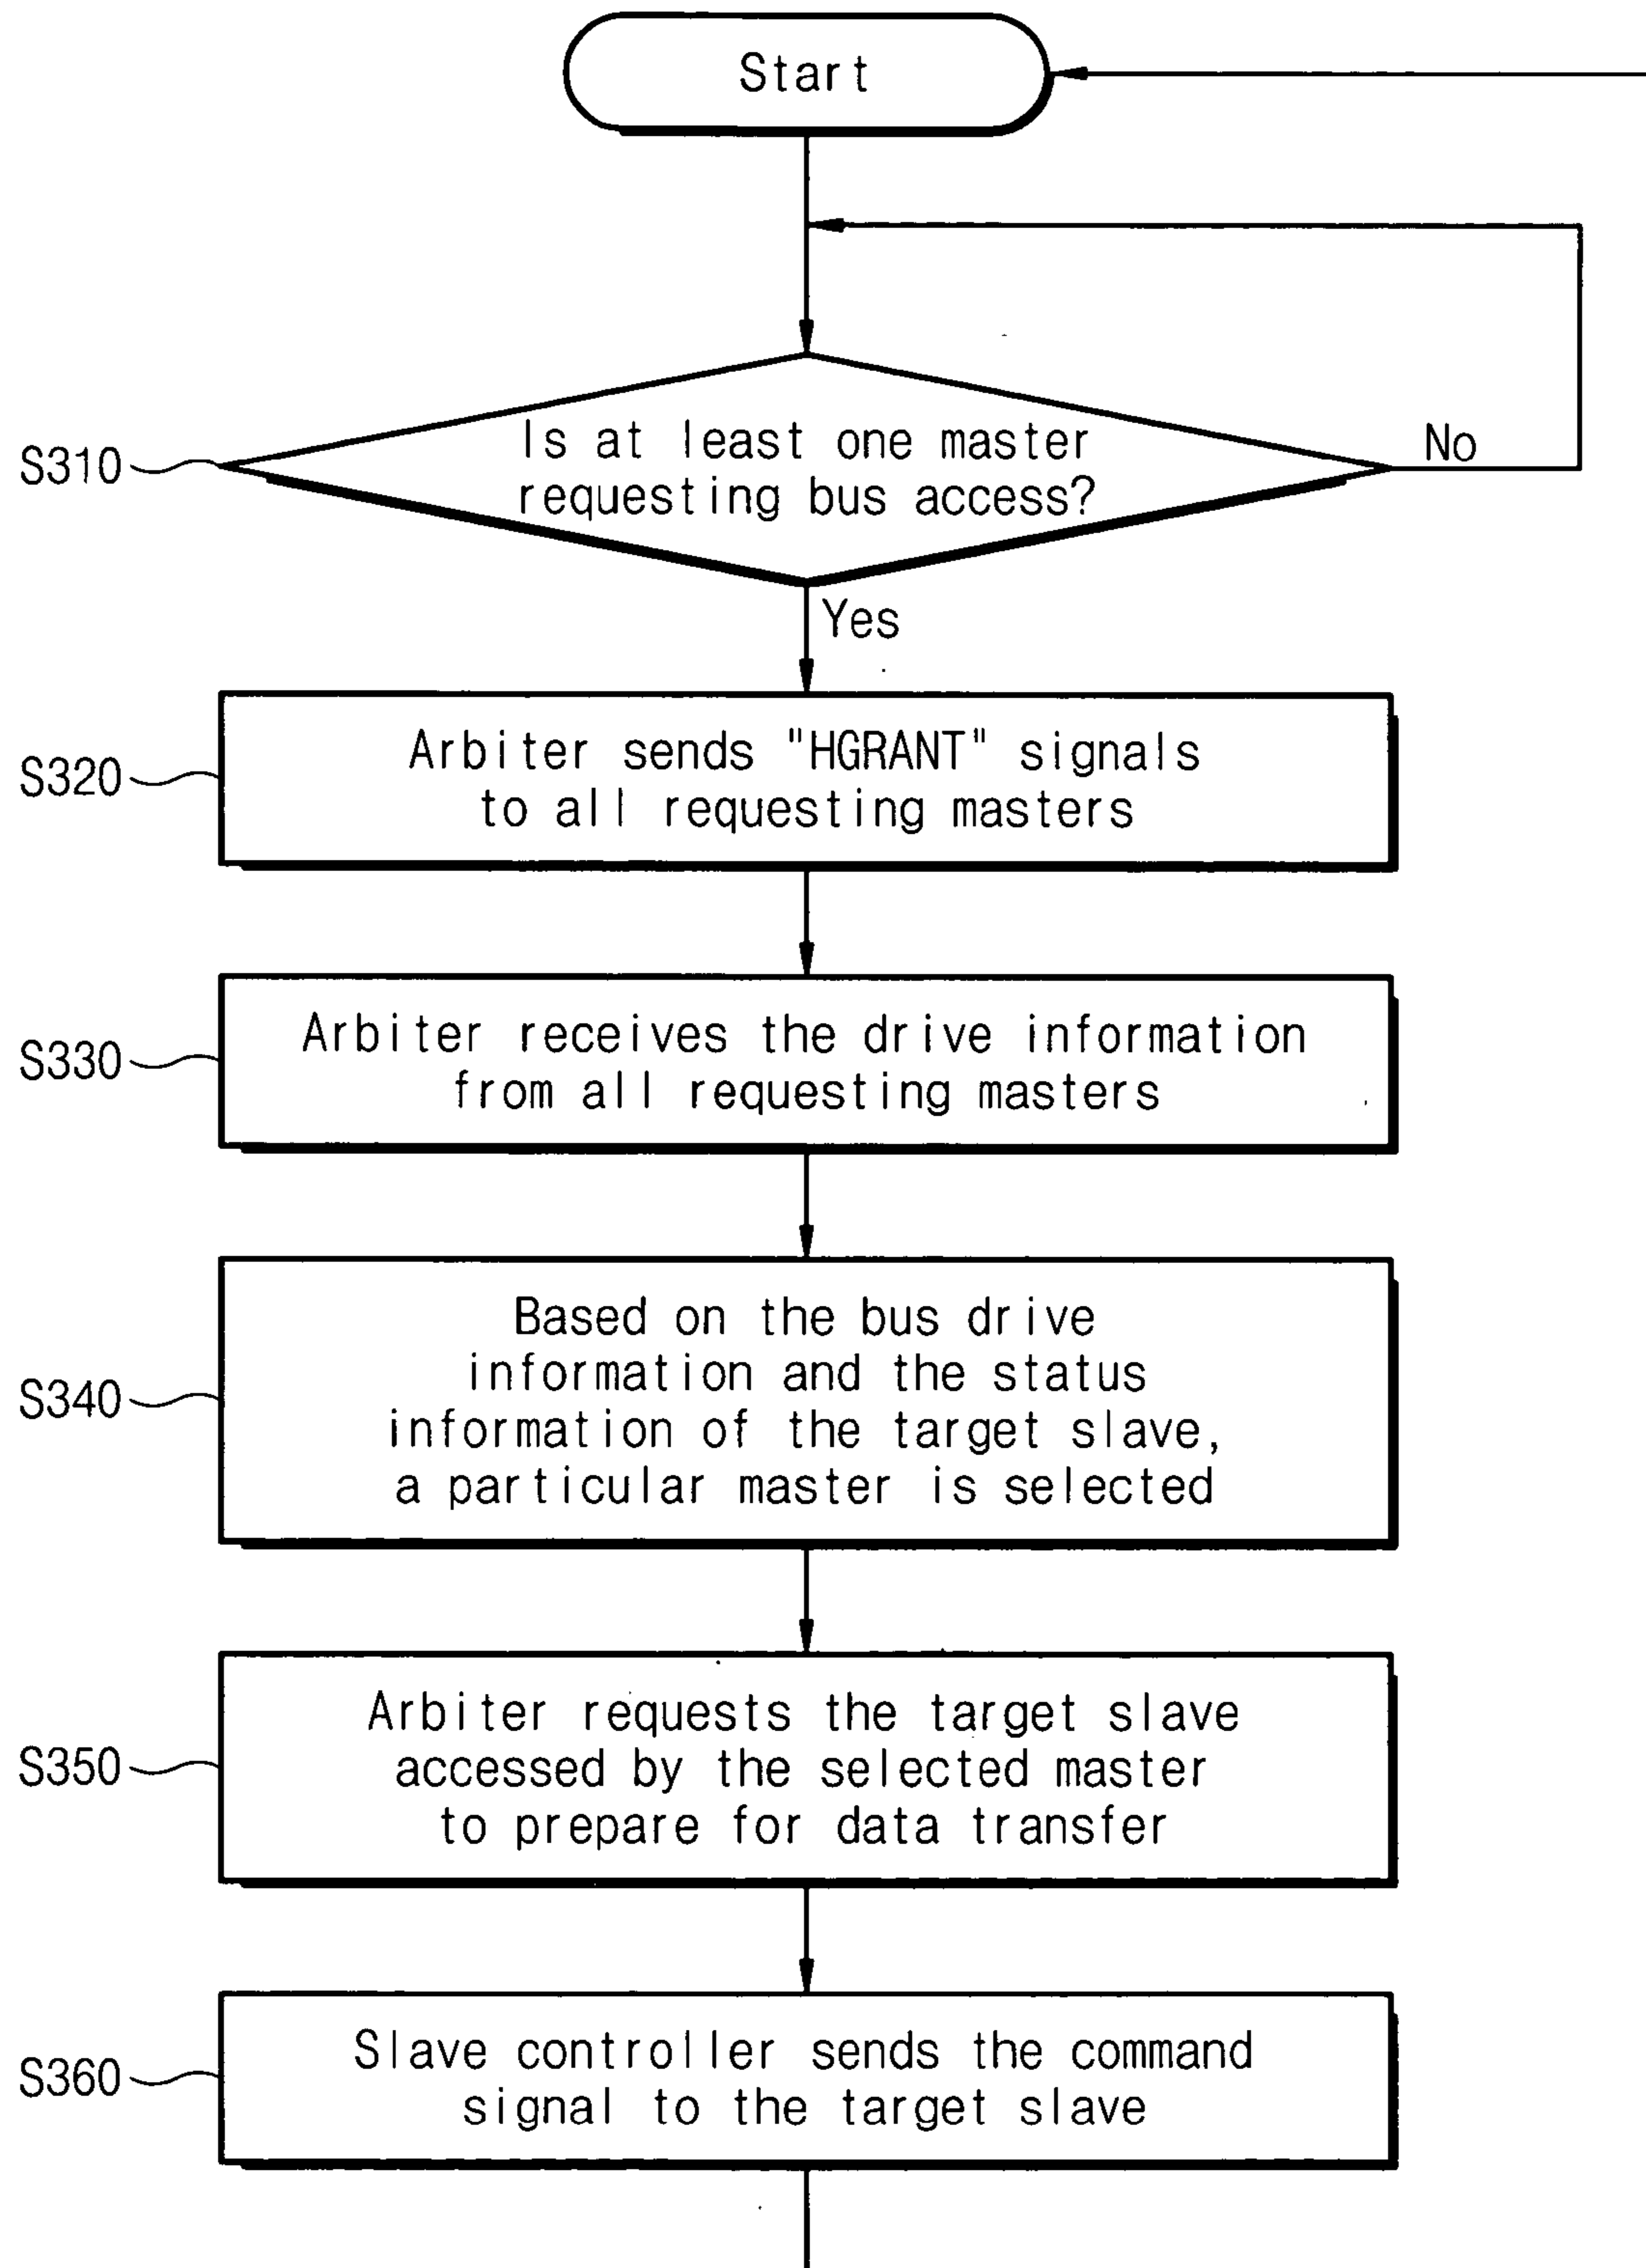 Start
S310
Is at least one master
requesting bus access?
No
Yes
S320
Arbiter sends "HGRANT" signals
to all requesting masters
S330
Arbiter receives the drive information
from all requesting masters
S340
Based on the bus drive
information and the status
information of the target slave,
a particular master is selected
S350
Arbiter requests the target slave
accessed by the selected master
to prepare for data transfer
S360
Slave controller sends the command
signal to the target slave